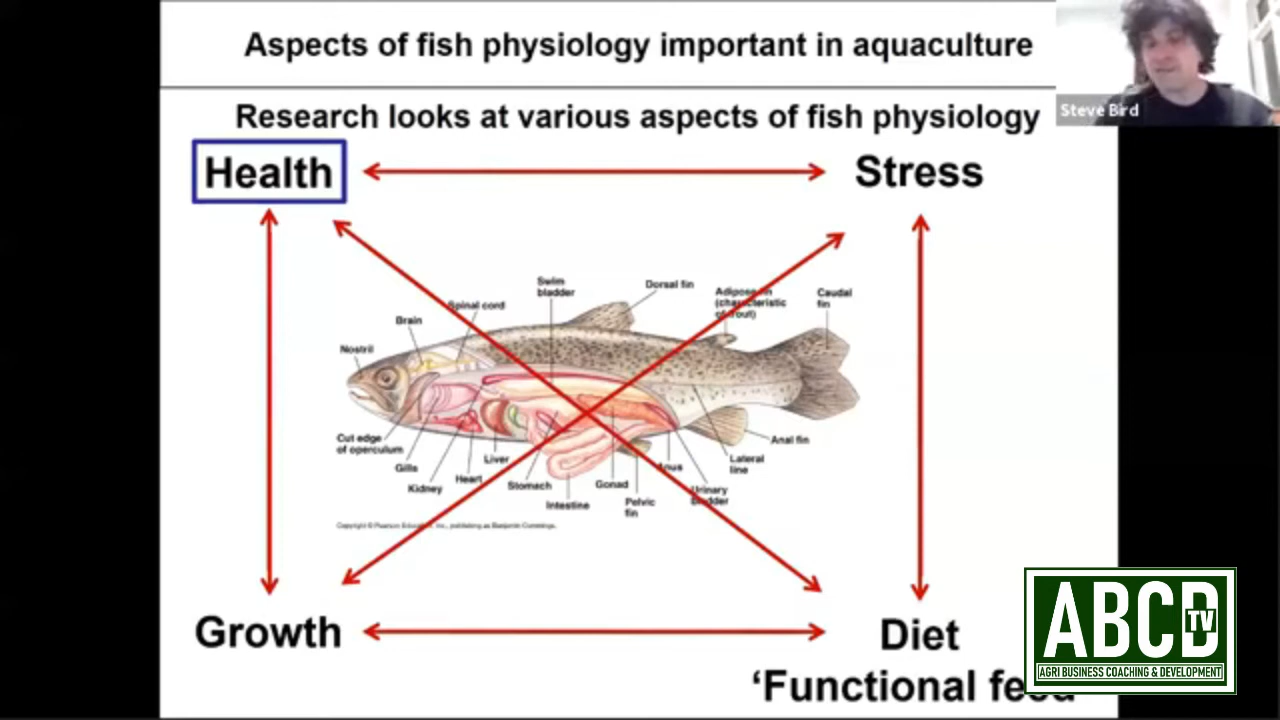 Aspects of fish physiology important in aquaculture
Steve Bird
Research looks at various aspects of fish physiology
Health
Stress
Swim
bladder
Dorsal fin
Adipose fin
(characteristic
of trout)
Caudal
fin
Spinal cord
Brain
Nostril
Cut edge
of operculum
Gills
Kidney
Heart
Liver
Stomach
Intestine
Gonad
Pelvic
fin
Anus
Urinary
Bladder
Lateral
line
Anal fin
Copyright © Pearson Education, Inc., publishing as Benjamin Cummings.
Growth
Diet
‘Functional feed
ABCD
TV
AGRI BUSINESS COACHING & DEVELOPMENT